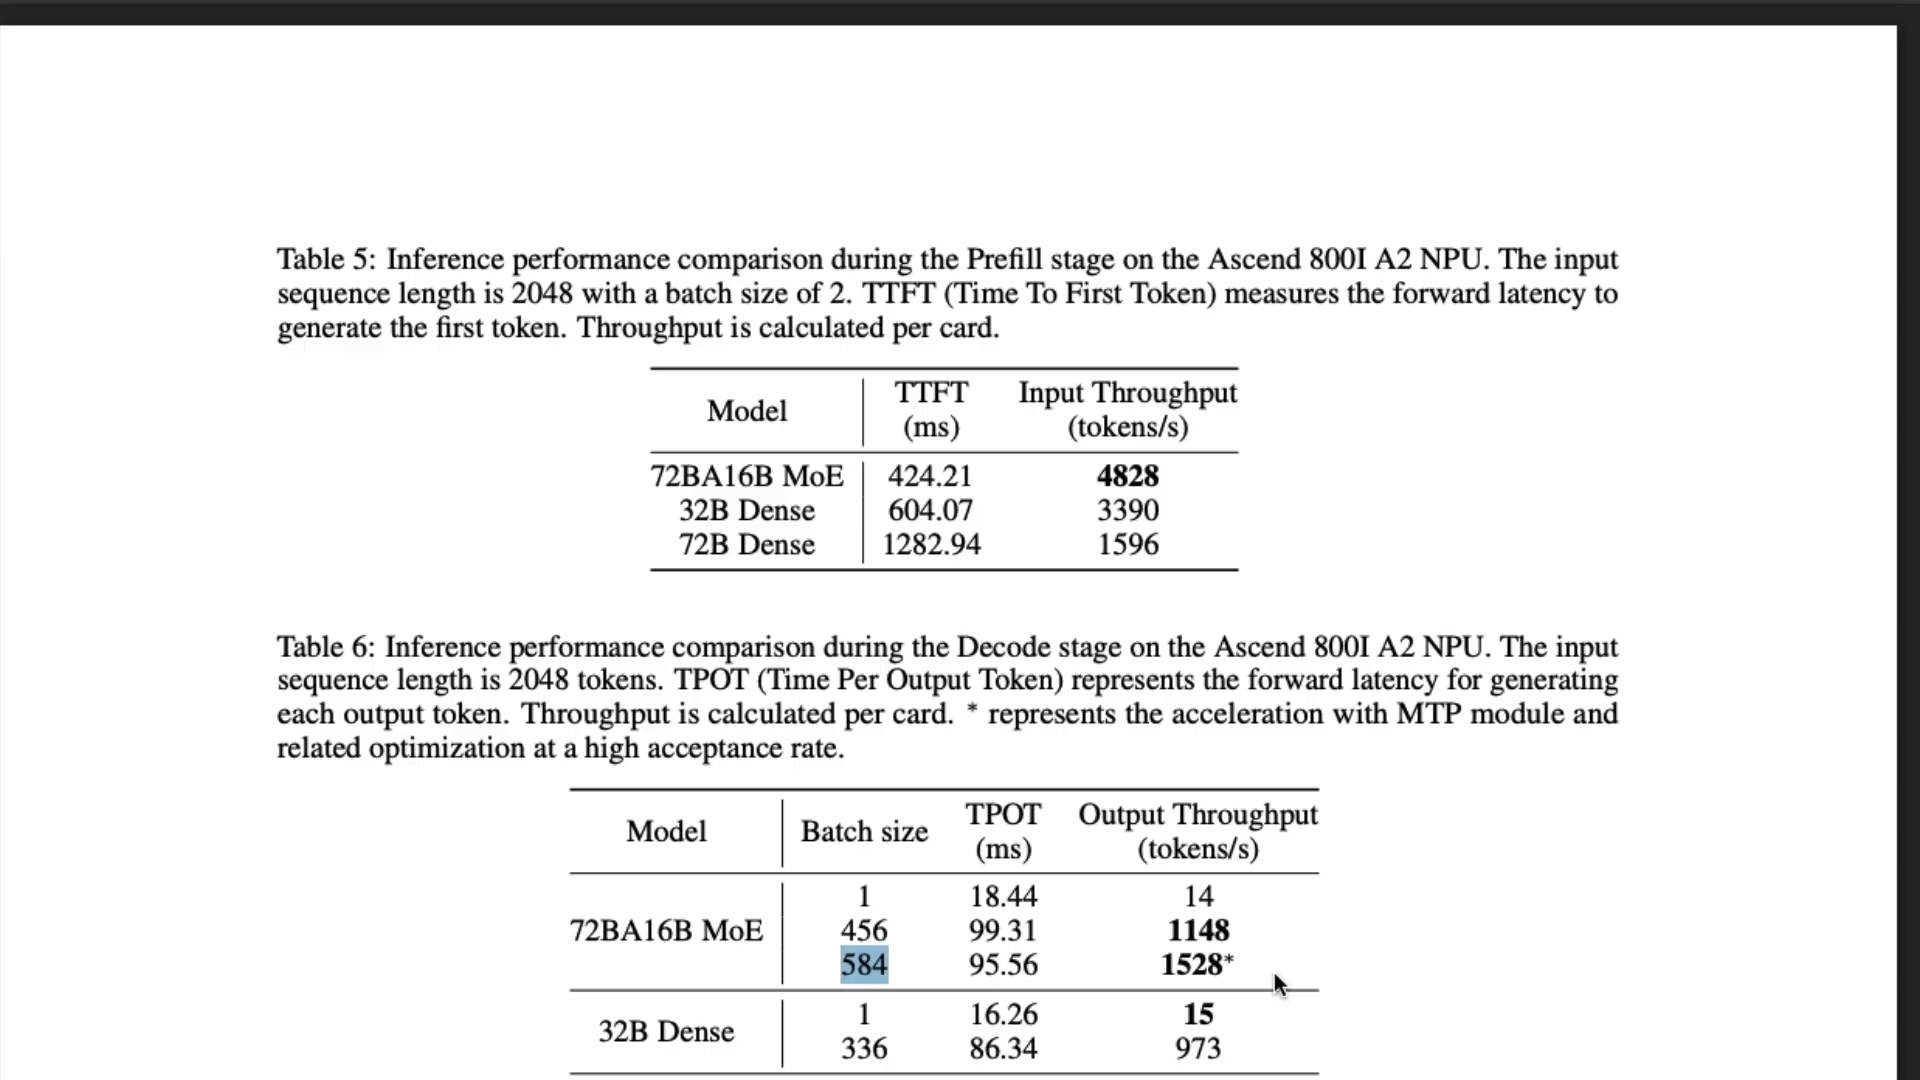 Table 5: Inference performance comparison during the Prefill stage on the Ascend 800I A2 NPU. The input
sequence length is 2048 with a batch size of 2. TTFT (Time To First Token) measures the forward latency to
generate the first token. Throughput is calculated per card.
Model TTFT (ms) Input Throughput (tokens/s)
72BA16B MoE 424.21 4828
32B Dense 604.07 3390
72B Dense 1282.94 1596
Table 6: Inference performance comparison during the Decode stage on the Ascend 800I A2 NPU. The input
sequence length is 2048 tokens. TPOT (Time Per Output Token) represents the forward latency for generating
each output token. Throughput is calculated per card. * represents the acceleration with MTP module and
related optimization at a high acceptance rate.
Model Batch size TPOT (ms) Output Throughput (tokens/s)
1 18.44 14
72BA16B MoE 456 99.31 1148
584 95.56 1528*
32B Dense 1 16.26 15
336 86.34 973